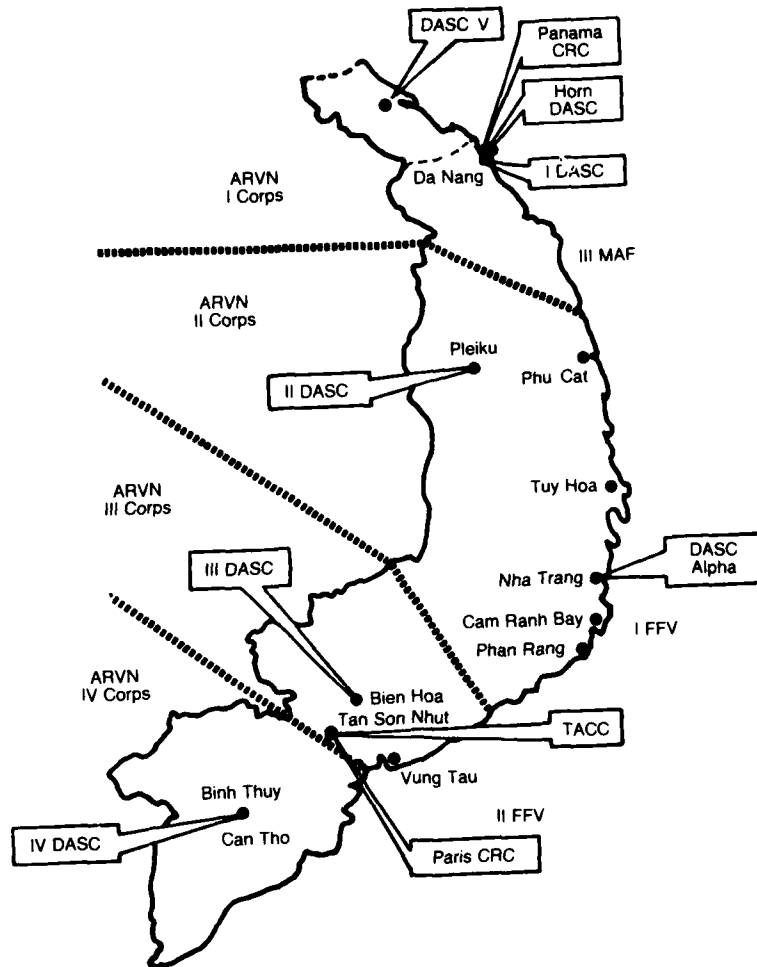 DASC V
Panama
CRC
Horn
DASC
I DASC
Da Nang
ARVN
I Corps
III MAF
ARVN
II Corps
Pleiku
II DASC
Phu Cat
Tuy Hoa
ARVN
III Corps
III DASC
DASC
Alpha
Nha Trang
Cam Ranh Bay
I FFV
Phan Rang
ARVN
IV Corps
Bien Hoa
Tan Son Nhut
TACC
Vung Tau
Binh Thuy
II FFV
IV DASC
Can Tho
Paris CRC